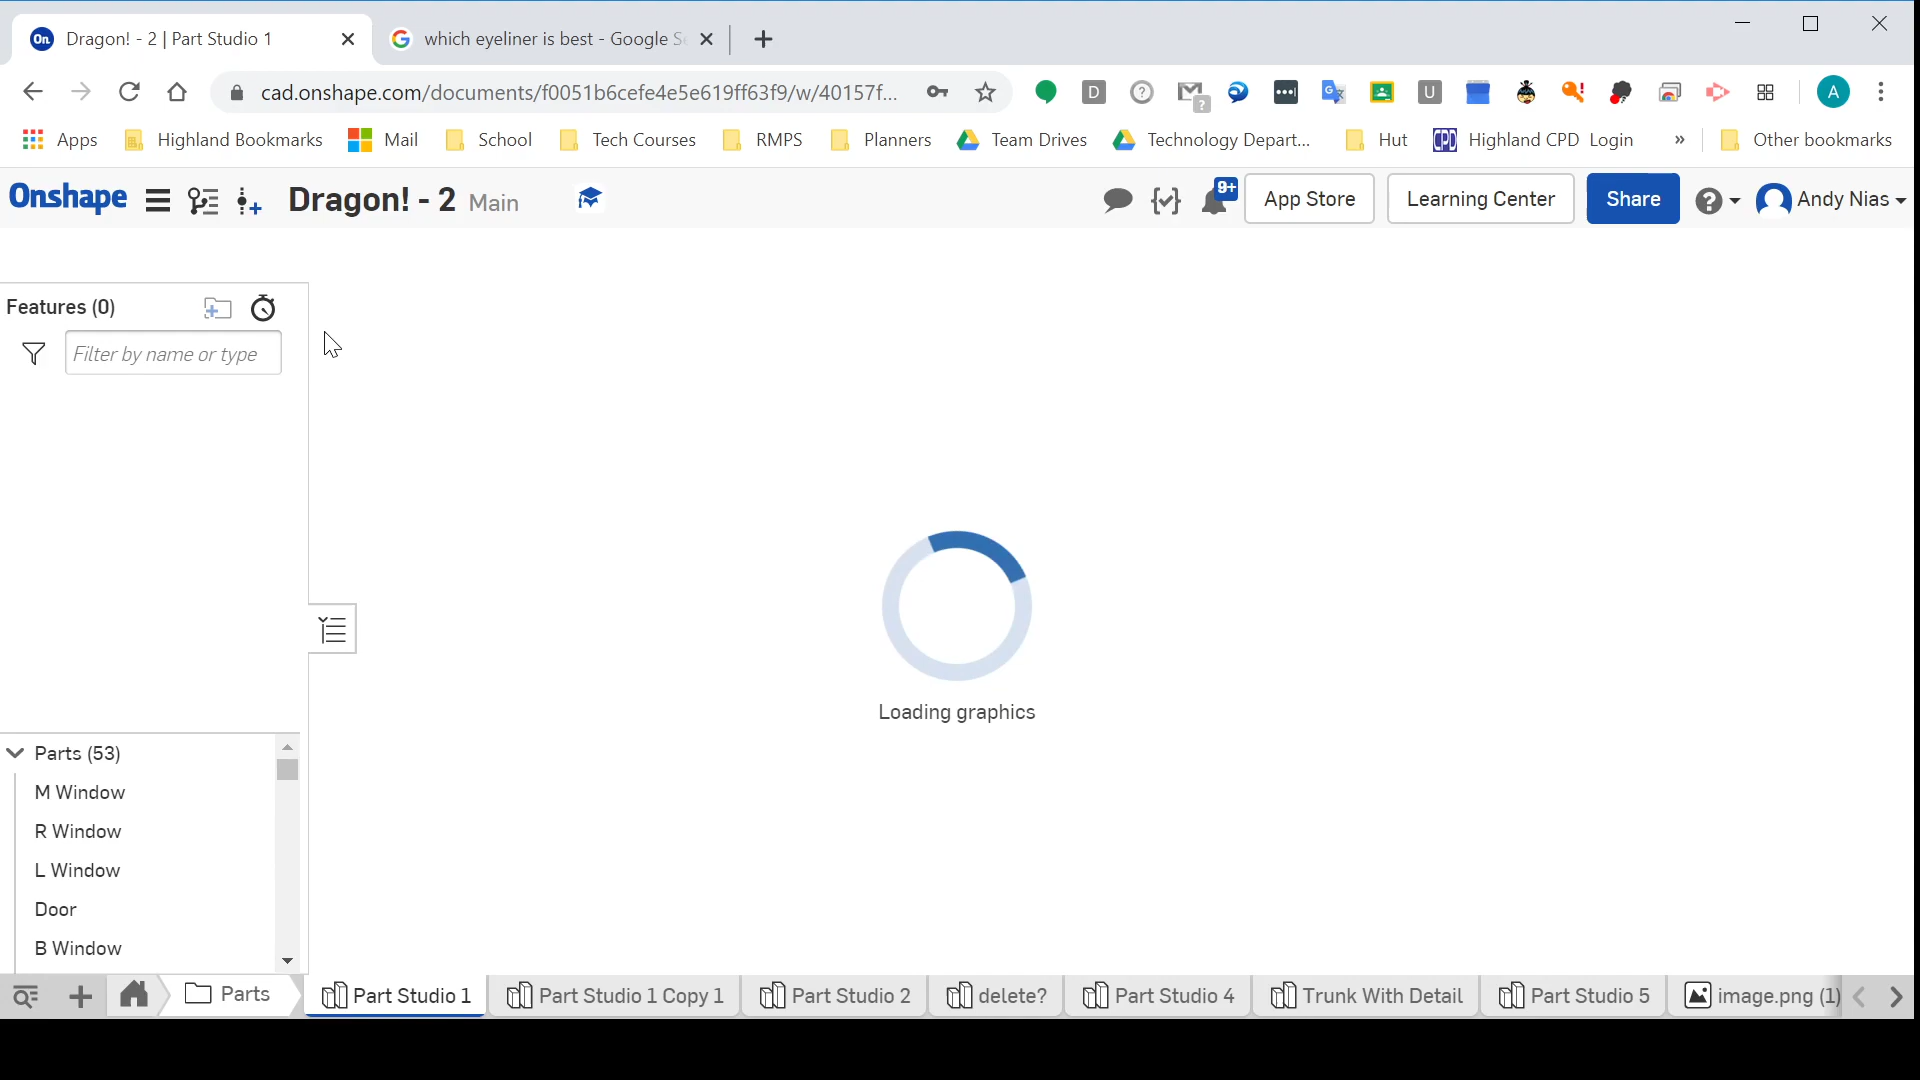 On Dragon! - 2 | Part Studio 1
which eyeliner is best - Google Se
cad.onshape.com/documents/f0051b6cefe4e5e619ff63f9/w/40157f...
D
?
G
U
A
Apps
Highland Bookmarks
Mail
School
Tech Courses
RMPS
Planners
Team Drives
Technology Depart...
Hut
CPD Highland CPD Login
»
Other bookmarks
Onshape
Dragon! - 2 Main
9+
App Store
Learning Center
Share
?
Andy Nias
Features (0)
Filter by name or type
Loading graphics
Parts (53)
M Window
R Window
L Window
Door
B Window
Parts
Part Studio 1
Part Studio 1 Copy 1
Part Studio 2
delete?
Part Studio 4
Trunk With Detail
Part Studio 5
image.png (1)